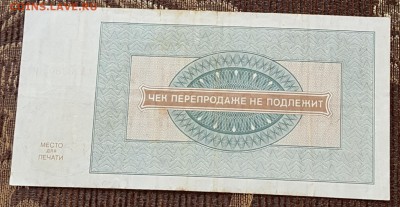 COINS.LAVE.RU
ЧЕК ПЕРЕПРОДАЖЕ НЕ ПОДЛЕЖИТ
МЕСТО
ДЛЯ
ПЕЧАТИ